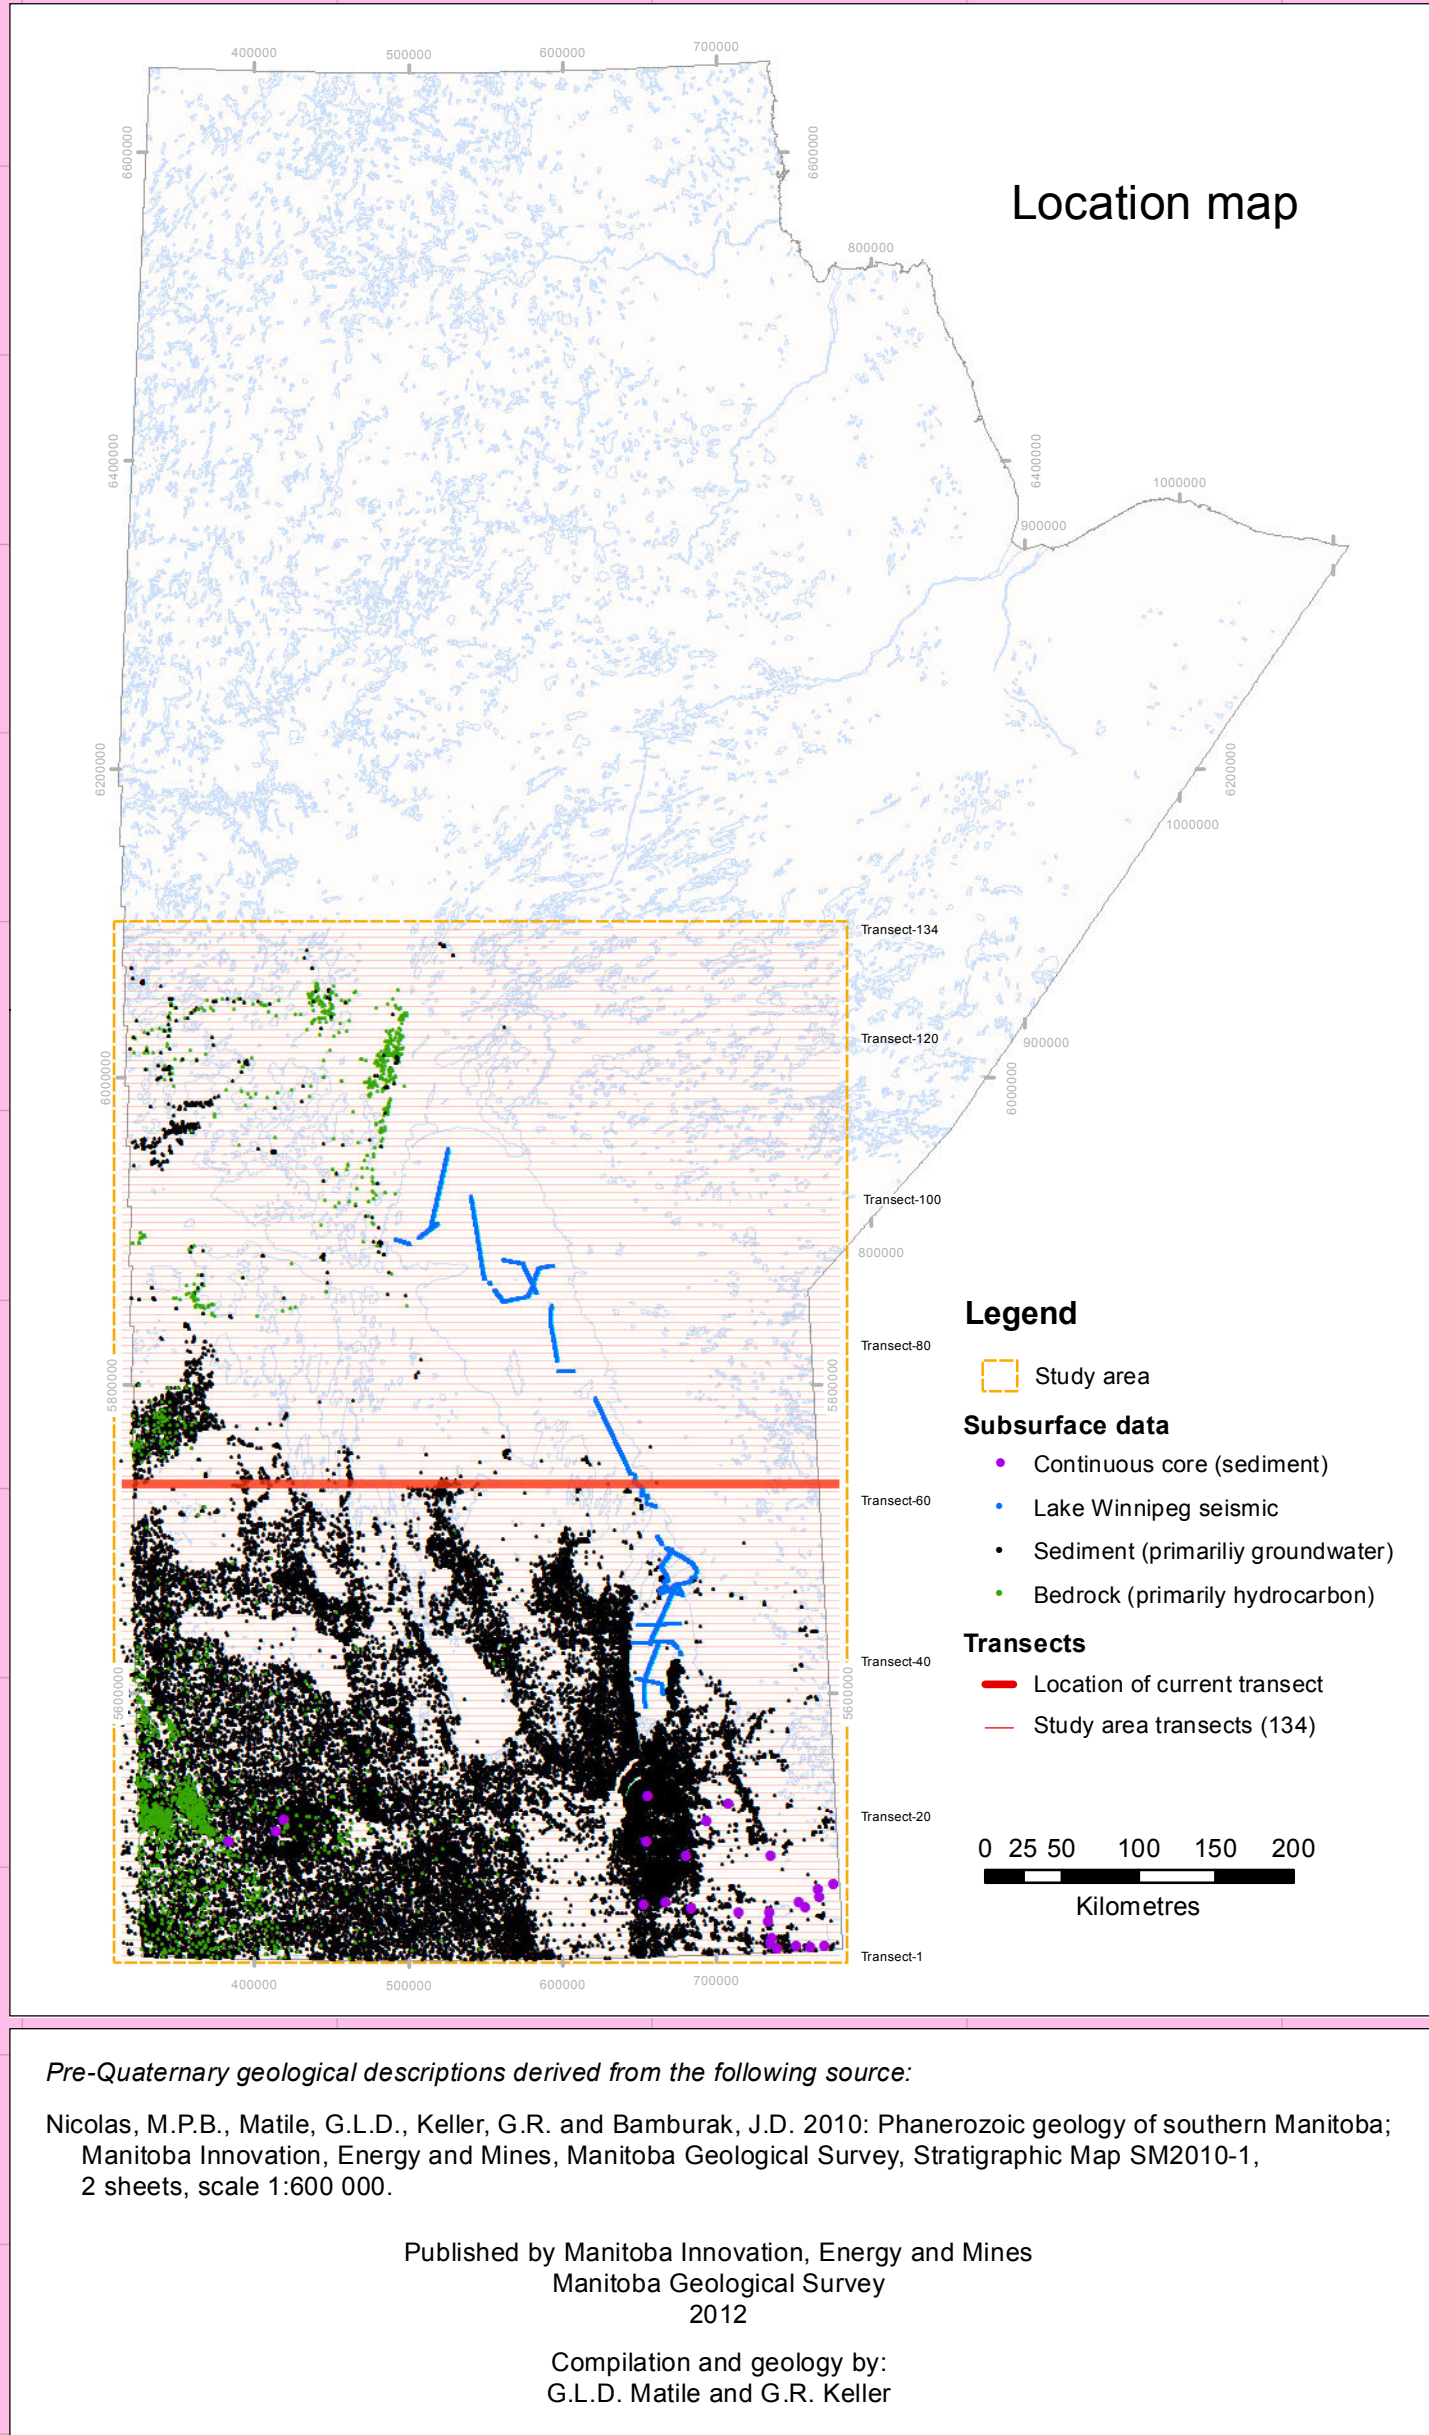 400000
500000
600000
700000
6600000
6600000
Location map
800000
6400000
6400000
1000000
900000
6200000
6200000
1000000
Transect-134
Transect-120
900000
6000000
6000000
Transect-100
800000
Transect-80
5800000
5800000
Transect-60
Transect-40
5600000
5600000
Transect-20
Transect-1
400000
500000
600000
700000
Legend
Study area
Subsurface data
Continuous core (sediment)
Lake Winnipeg seismic
Sediment (primariliy groundwater)
Bedrock (primarily hydrocarbon)
Transects
Location of current transect
Study area transects (134)
0 25 50 100 150 200
Kilometres
Pre-Quaternary geological descriptions derived from the following source:
Nicolas, M.P.B., Matile, G.L.D., Keller, G.R. and Bamburak, J.D. 2010: Phanerozoic geology of southern Manitoba;
Manitoba Innovation, Energy and Mines, Manitoba Geological Survey, Stratigraphic Map SM2010-1,
2 sheets, scale 1:600 000.
Published by Manitoba Innovation, Energy and Mines
Manitoba Geological Survey
2012
Compilation and geology by:
G.L.D. Matile and G.R. Keller